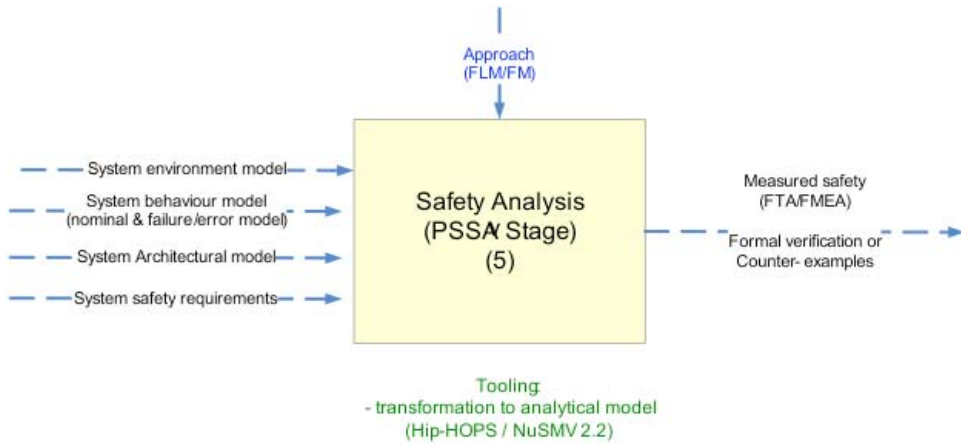 Approach
(FLM/FM)
System environment model
System behaviour model
(nominal & failure/error model)
System Architectural model
System safety requirements
Safety Analysis
(PSSA/ Stage)
(5)
Measured safety
(FTA/FMEA)
Formal verification or
Counter- examples
Tooling:
- transformation to analytical model
(Hip-HOPS / NuSMV 2.2)